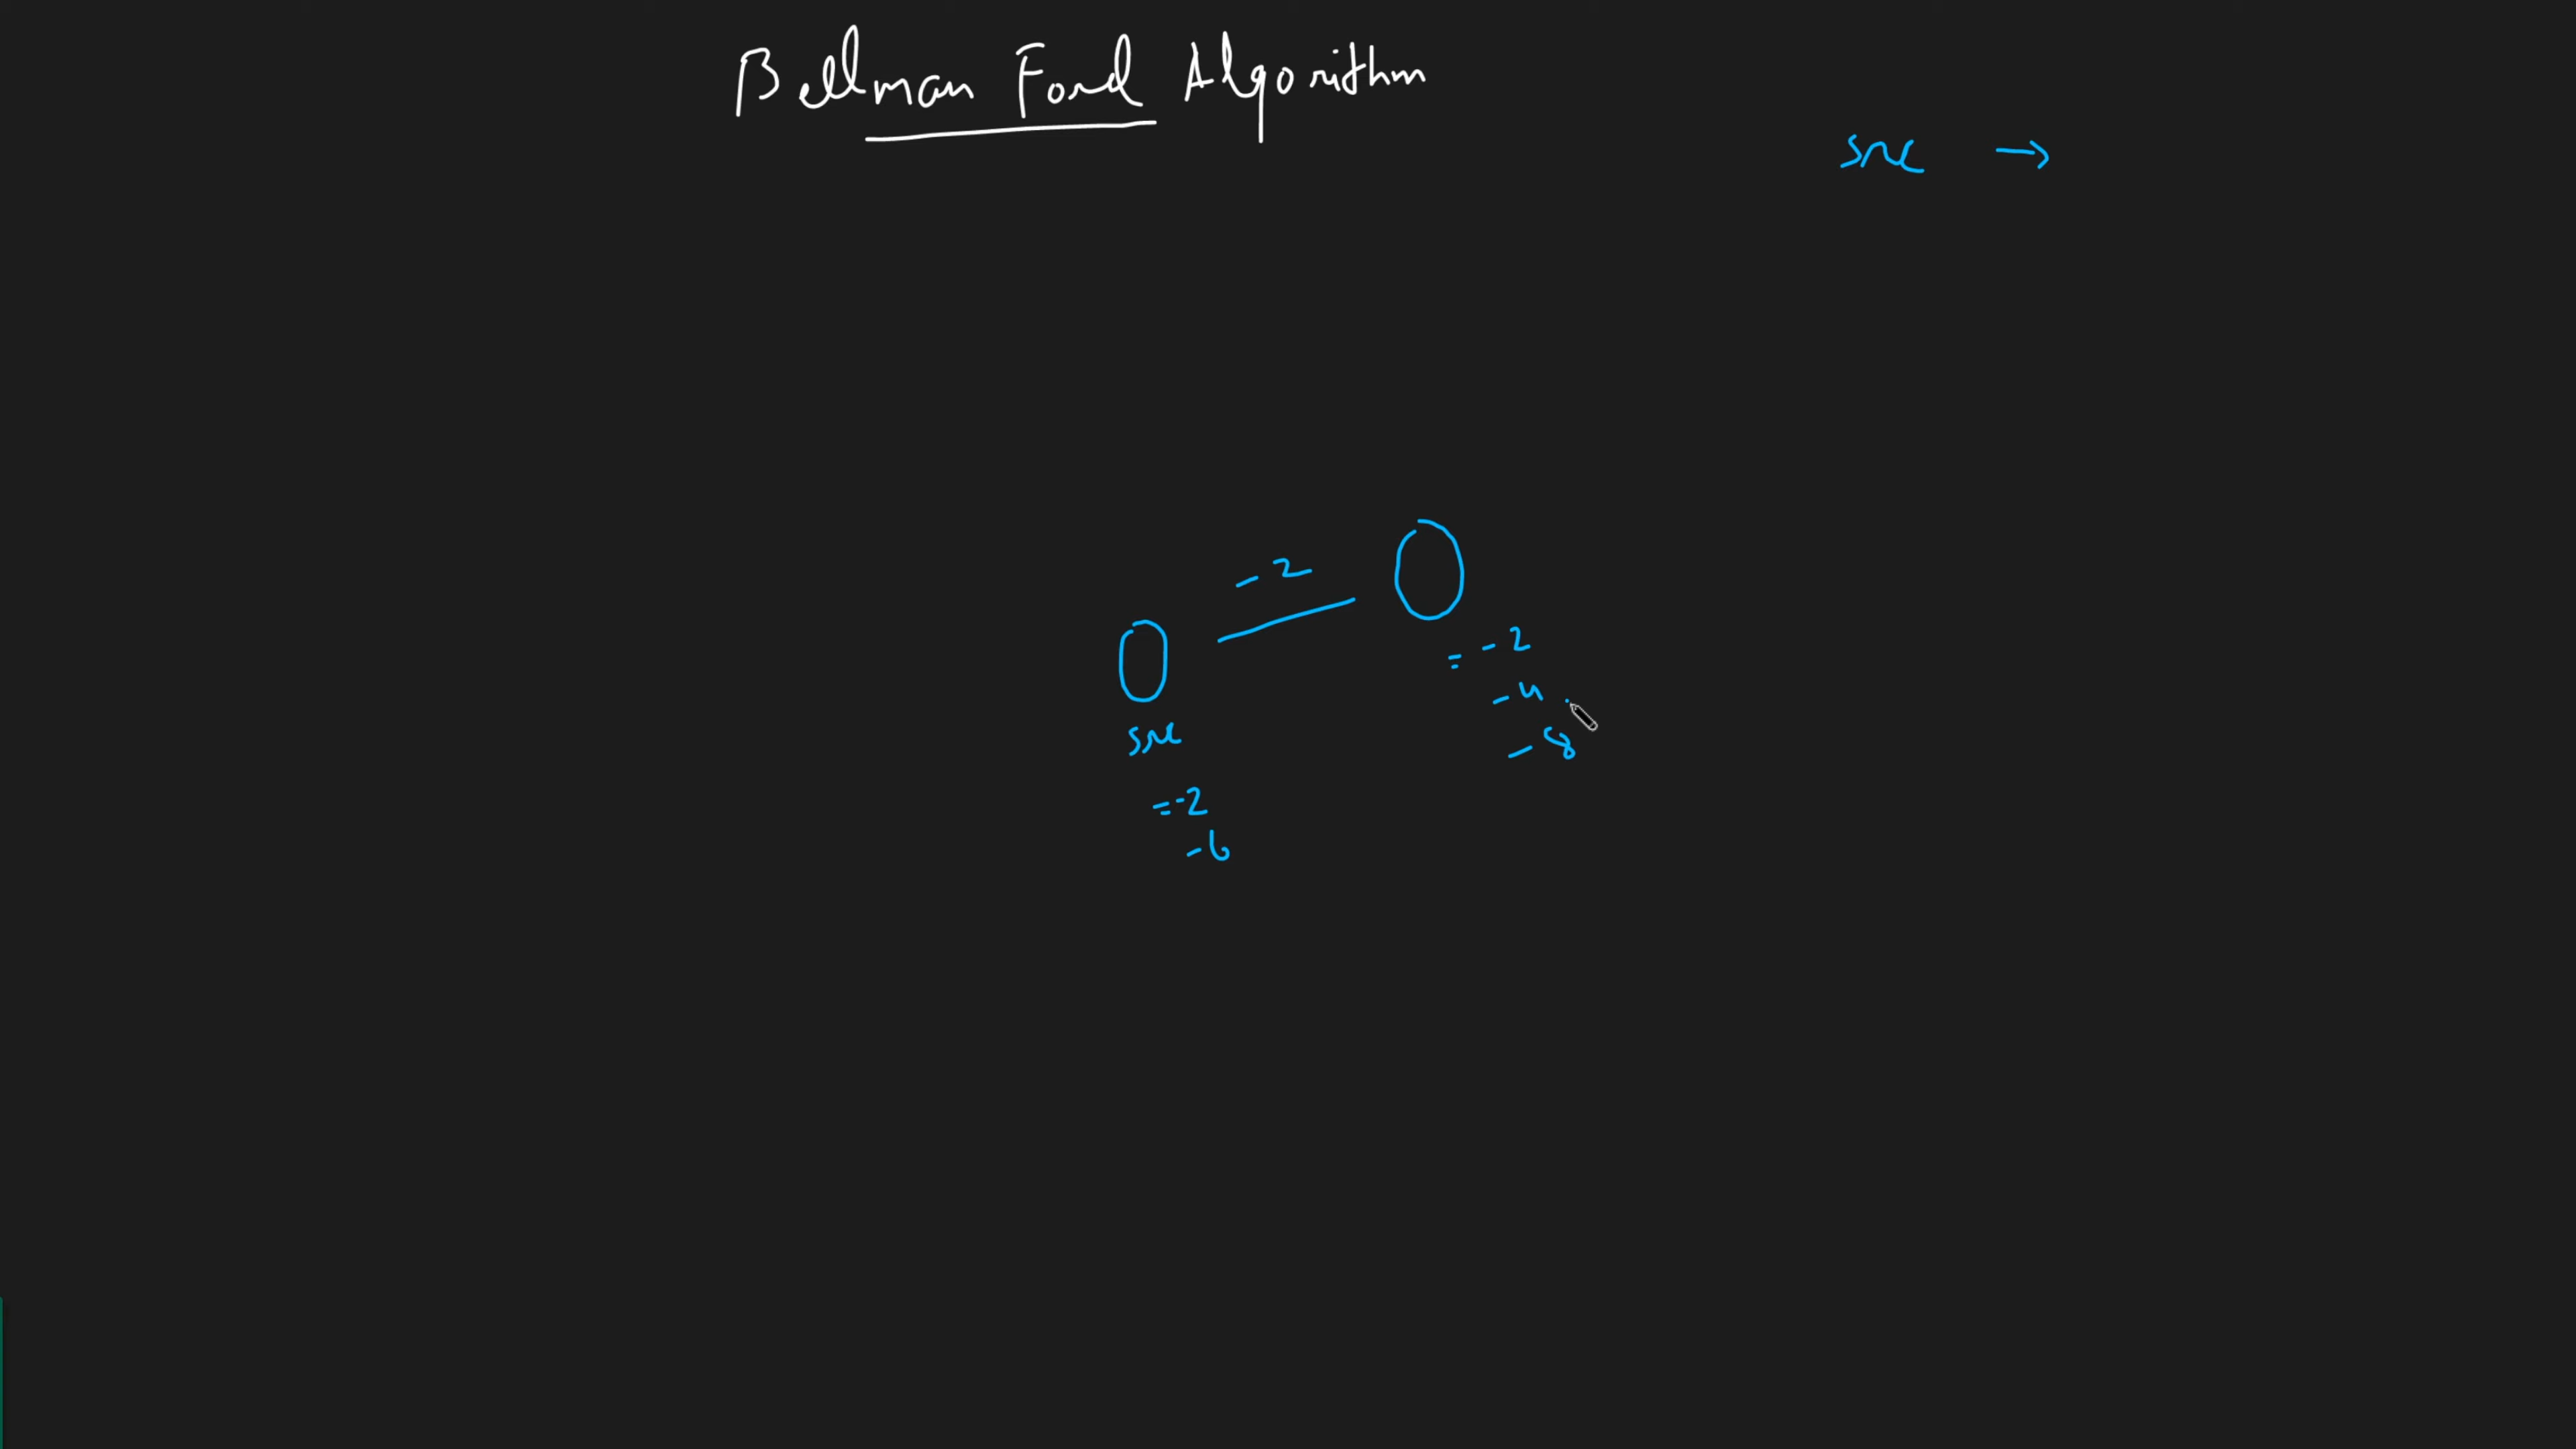 Bellman Ford Algorithm
src →
-2
= -2
-4
-8
src
= -2
-6